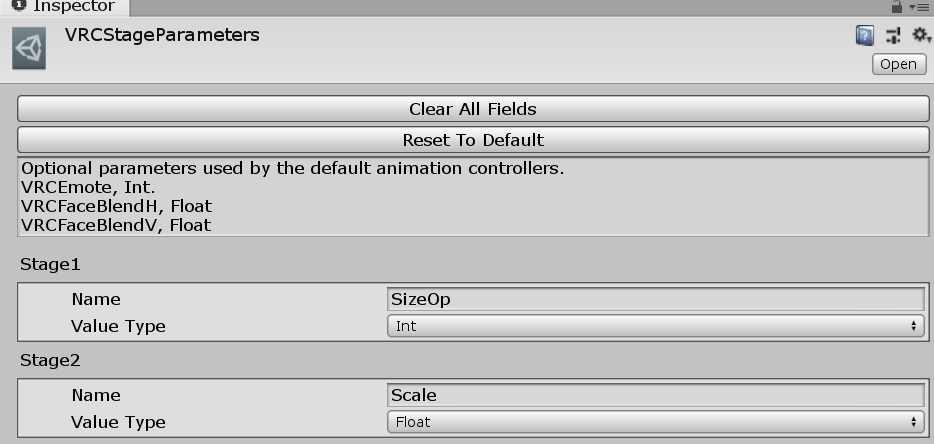 Inspector
VRCStageParameters
Open
Clear All Fields
Reset To Default
Optional parameters used by the default animation controllers.
VRCEmote, Int.
VRCFaceBlendH, Float
VRCFaceBlendV, Float
Stage1
Name SizeOp
Value Type Int
Stage2
Name Scale
Value Type Float